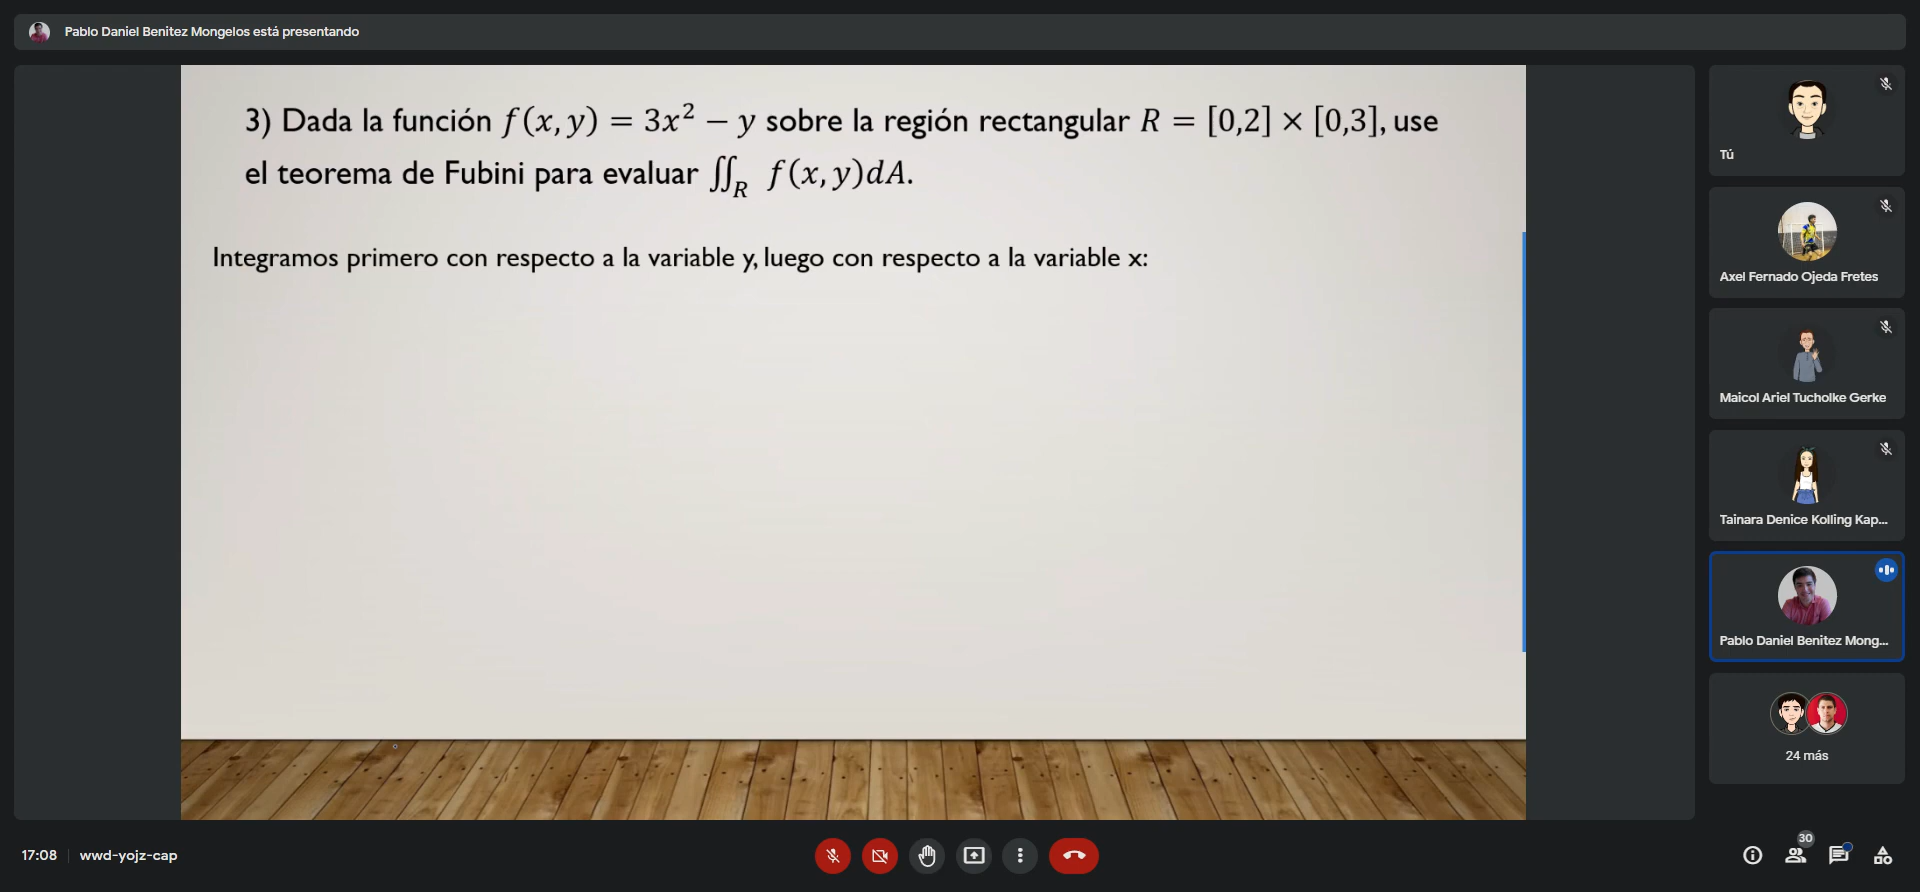 Pablo Daniel Benitez Mongelos está presentando
3) Dada la función f(x, y) = 3x² − y sobre la región rectangular R = [0,2] × [0,3], use
el teorema de Fubini para evaluar ∬_R f(x, y)dA.
Integramos primero con respecto a la variable y, luego con respecto a la variable x:
Tú
Axel Fernado Ojeda Fretes
Maicol Ariel Tucholke Gerke
Tainara Denice Kolling Kap...
Pablo Daniel Benitez Mong...
24 más
17:08 | wwd-yojz-cap
30